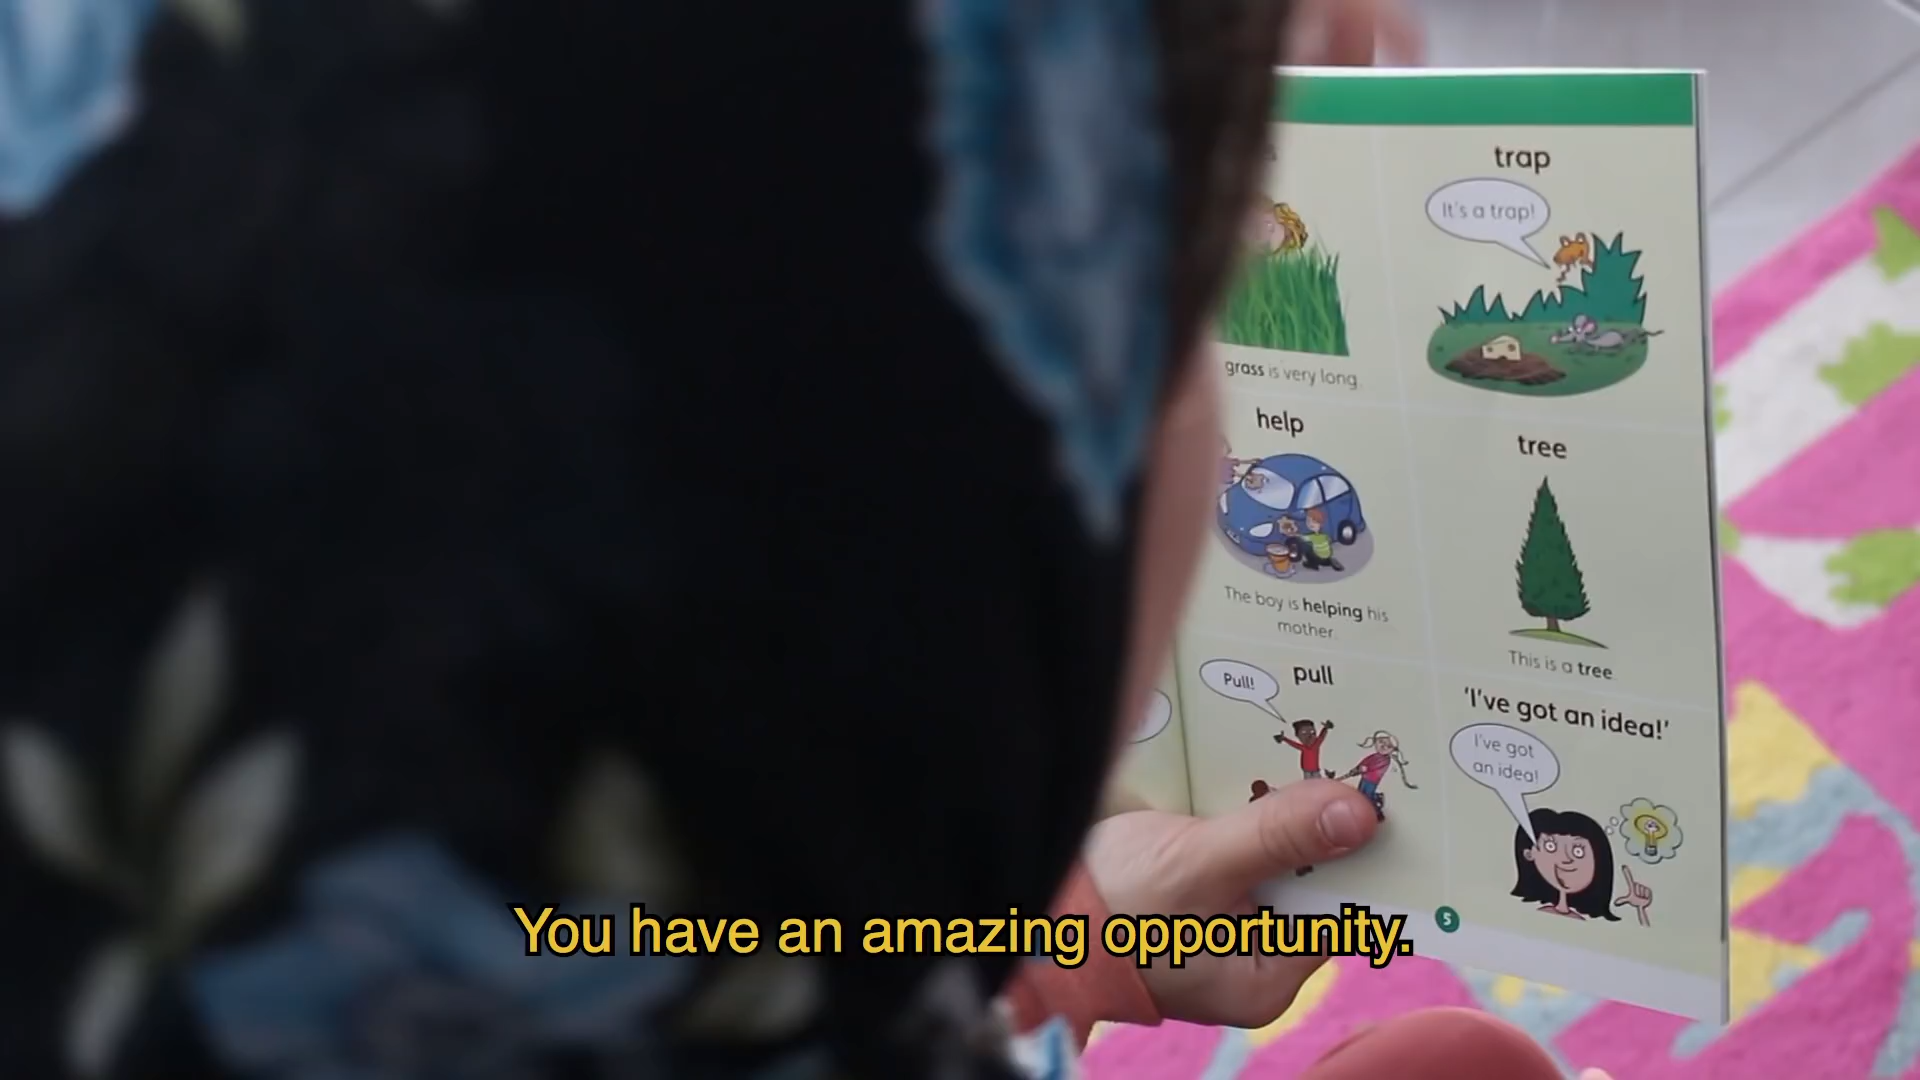 trap
It's a trap!
grass is very long.
help
The boy is helping his
mother.
tree
This is a tree.
Pull!
pull
'I've got an idea!'
I've got
an idea!
5
You have an amazing opportunity.